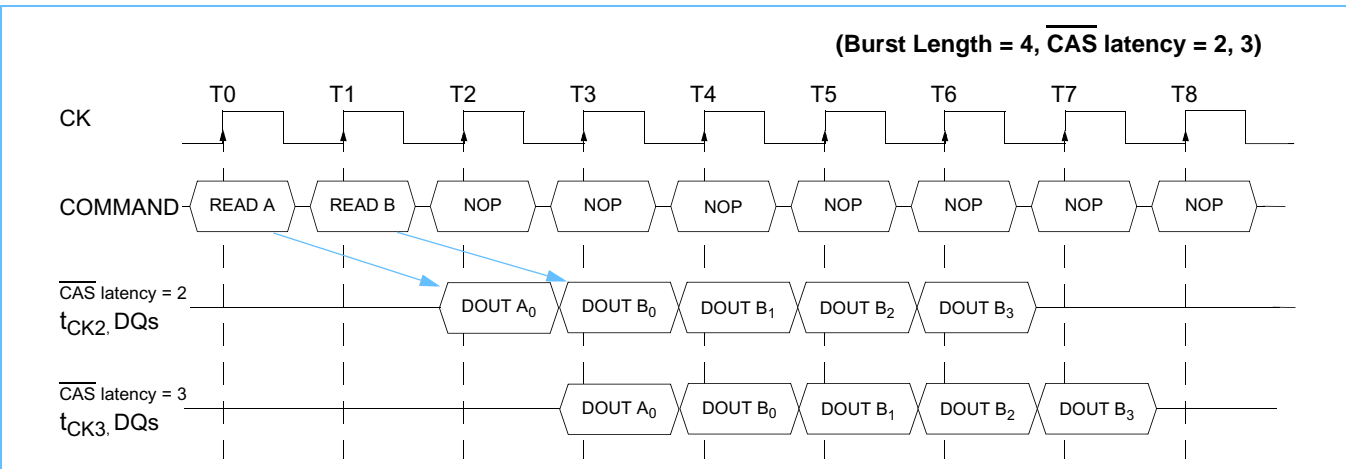 (Burst Length = 4, CAS latency = 2, 3)
T0 T1 T2 T3 T4 T5 T6 T7 T8
CK
COMMAND READ A READ B NOP NOP NOP NOP NOP NOP NOP
CAS latency = 2
tCK2, DQs DOUT A0 DOUT B0 DOUT B1 DOUT B2 DOUT B3
CAS latency = 3
tCK3, DQs DOUT A0 DOUT B0 DOUT B1 DOUT B2 DOUT B3